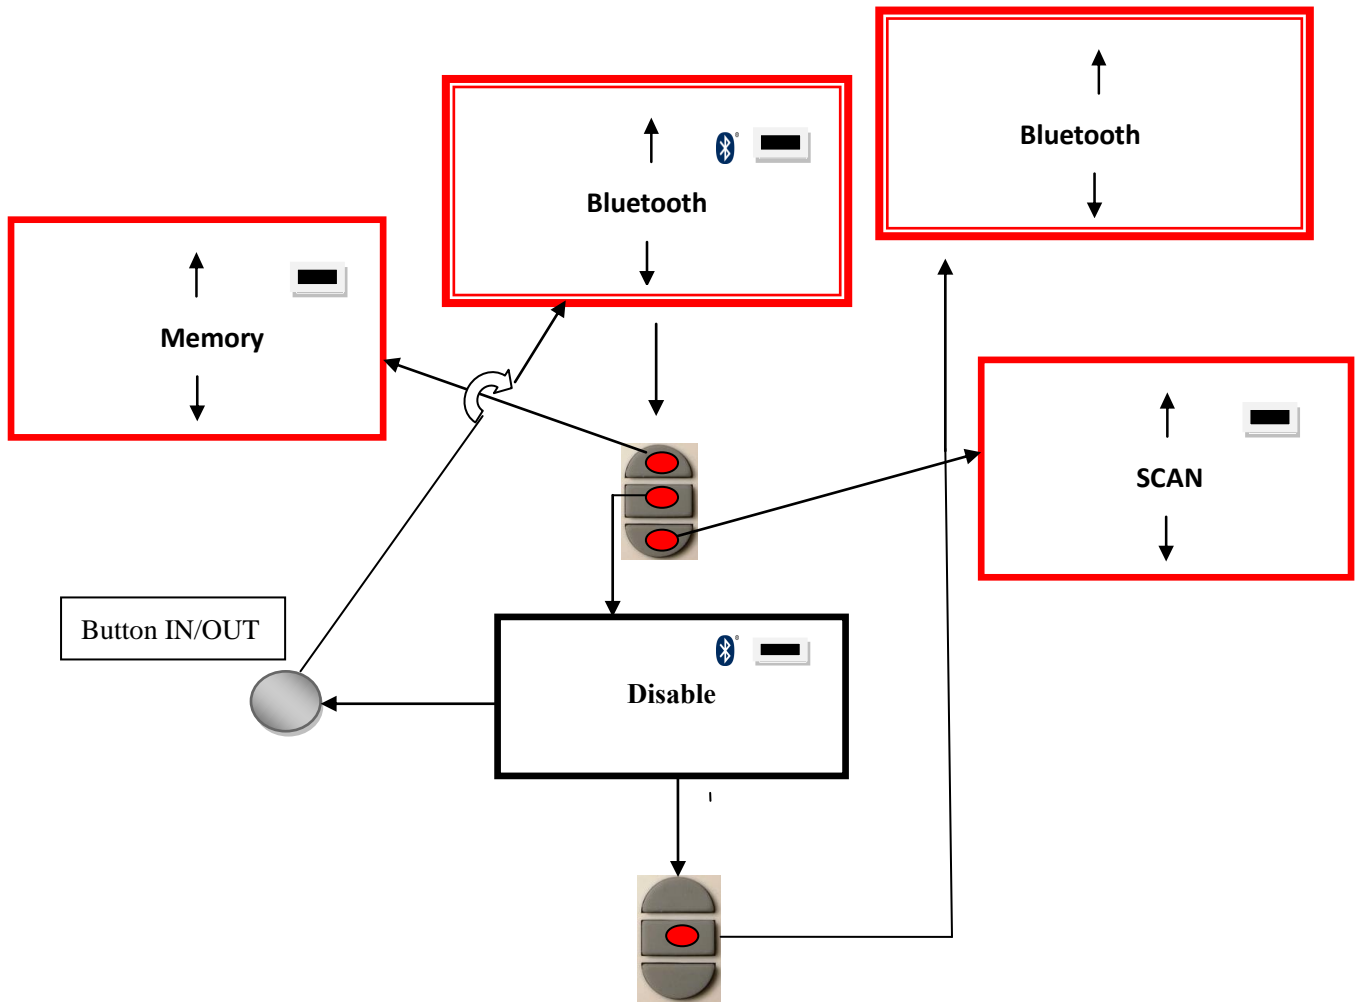 Bluetooth
Bluetooth
Memory
SCAN
Button IN/OUT
Disable